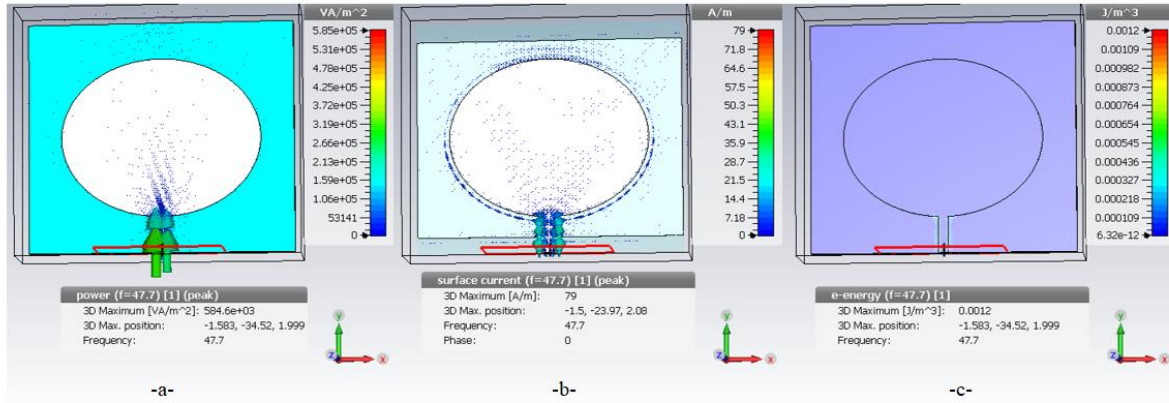 VA/m^2
5.85e+05
5.31e+05
4.78e+05
4.25e+05
3.72e+05
3.19e+05
2.66e+05
2.13e+05
1.59e+05
1.06e+05
53141
0
power (f=47.7) [1] (peak)
3D Maximum [VA/m^2]: 584.6e+03
3D Max. position: -1.583, -34.52, 1.999
Frequency: 47.7
y
z
x
-a-
A/m
79
71.8
64.6
57.5
50.3
43.1
35.9
28.7
21.5
14.4
7.18
0
surface current (f=47.7) [1] (peak)
3D Maximum [A/m]: 79
3D Max. position: -1.5, -23.97, 2.08
Frequency: 47.7
Phase: 0
y
z
x
-b-
J/m^3
0.0012
0.00109
0.000982
0.000873
0.000764
0.000654
0.000545
0.000436
0.000327
0.000218
0.000109
6.32e-12
e-energy (f=47.7) [1]
3D Maximum [J/m^3]: 0.0012
3D Max. position: -1.583, -34.52, 1.999
Frequency: 47.7
y
z
x
-c-